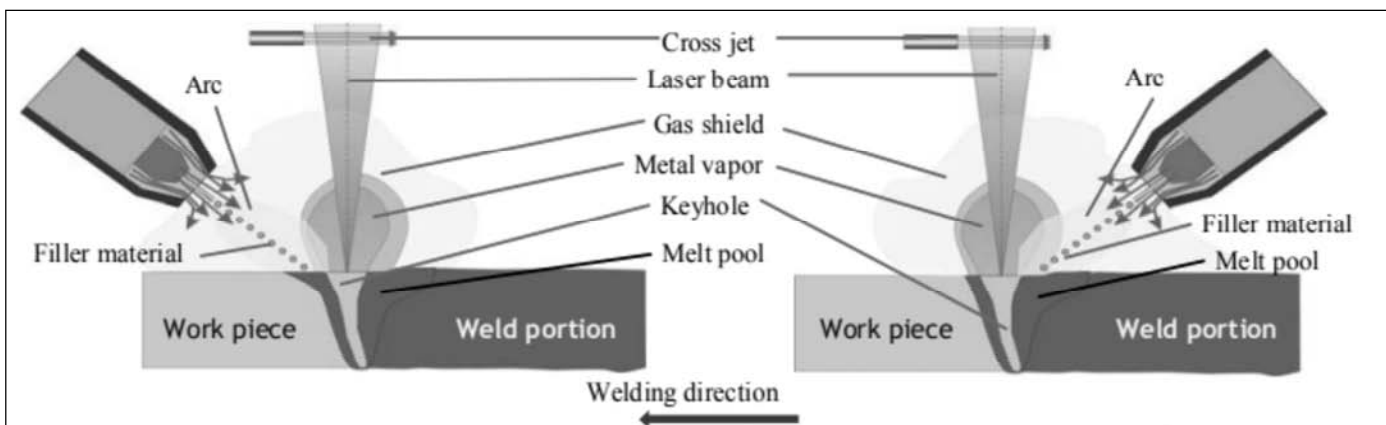 Cross jet
Arc
Laser beam
Arc
Gas shield
Metal vapor
Keyhole
Filler material
Melt pool
Filler material
Melt pool
Work piece
Weld portion
Work piece
Weld portion
Welding direction